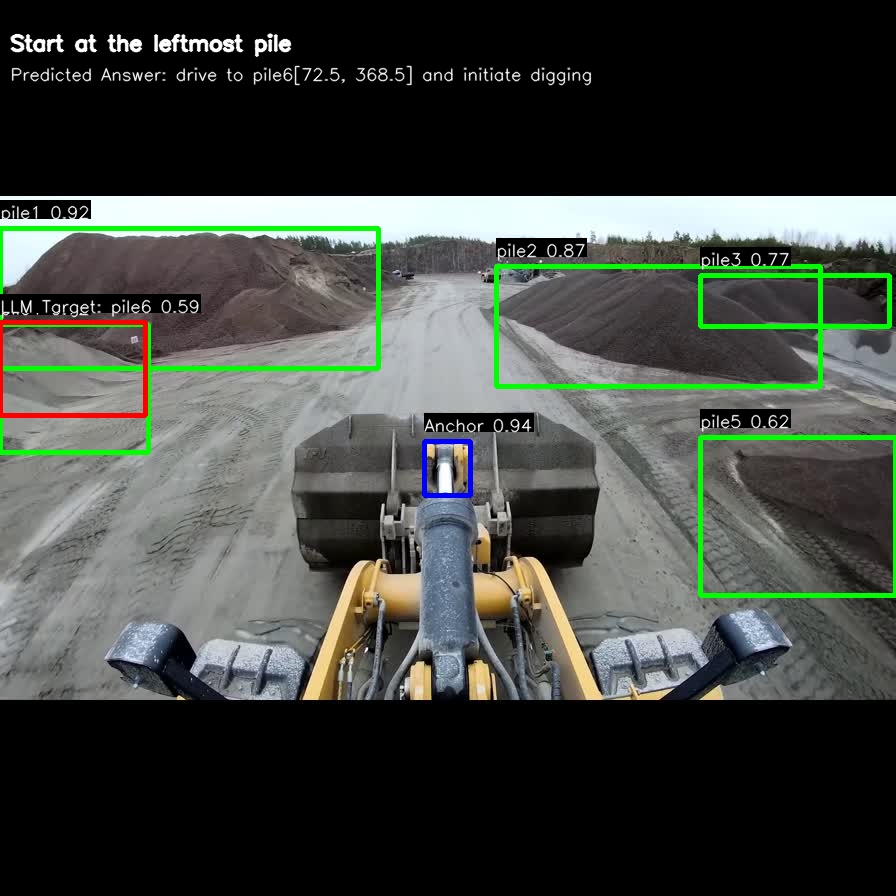 Start at the leftmost pile
Predicted Answer: drive to pile6[72.5, 368.5] and initiate digging
pile1 0.92
pile2 0.87
pile3 0.77
LLM Target: pile6 0.59
Anchor 0.94
pile5 0.62